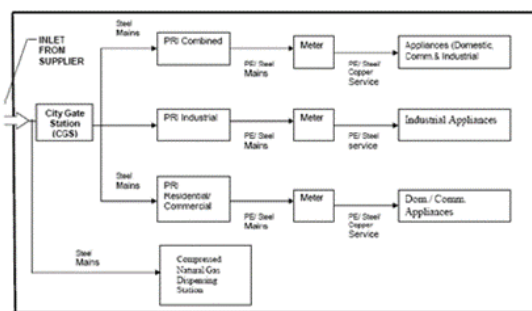 INLET
FROM
SUPPLIER
City Gate
Station
(CGS)
Steel
Mains
PRI Combined
PE/ Steel
Mains
Meter
PE/ Steel/
Copper
Service
Appliances (Domestic,
Comm.& Industrial
PRI Industrial
PE/ Steel
Mains
Meter
PE/ Steel
service
Industrial Appliances
Steel
Mains
PRI
Residential/
Commercial
PE/ Steel
Mains
Meter
PE/ Steel/
Copper
Service
Dom./ Comm.
Appliances
Steel
Mains
Compressed
Natural Gas
Dispensing
Station